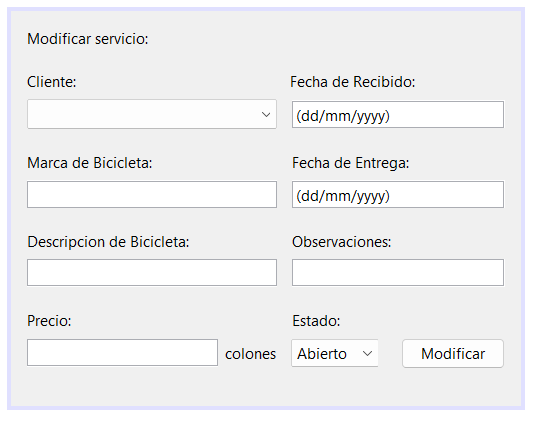 Modificar servicio:
Cliente: Fecha de Recibido:
(dd/mm/yyyy)
Marca de Bicicleta: Fecha de Entrega:
(dd/mm/yyyy)
Descripcion de Bicicleta: Observaciones:
Precio: Estado:
colones Abierto Modificar